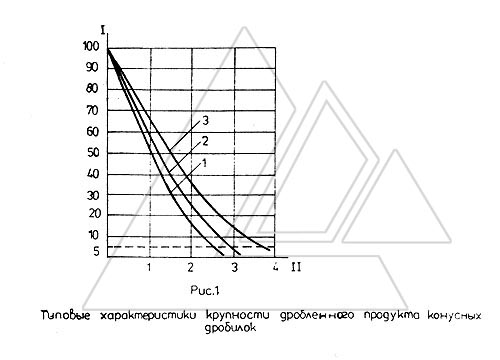 I
100
90
80
70
60
50
40
30
20
10
5
3
2
1
1 2 3 4 II
Рис.1
Типовые характеристики крупности дробленного продукта конусных
дробилок